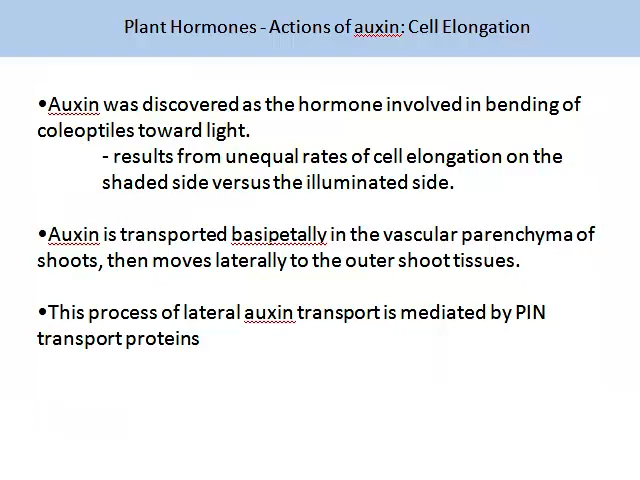 Plant Hormones - Actions of auxin: Cell Elongation
•Auxin was discovered as the hormone involved in bending of
coleoptiles toward light.
- results from unequal rates of cell elongation on the
shaded side versus the illuminated side.
•Auxin is transported basipetally in the vascular parenchyma of
shoots, then moves laterally to the outer shoot tissues.
•This process of lateral auxin transport is mediated by PIN
transport proteins